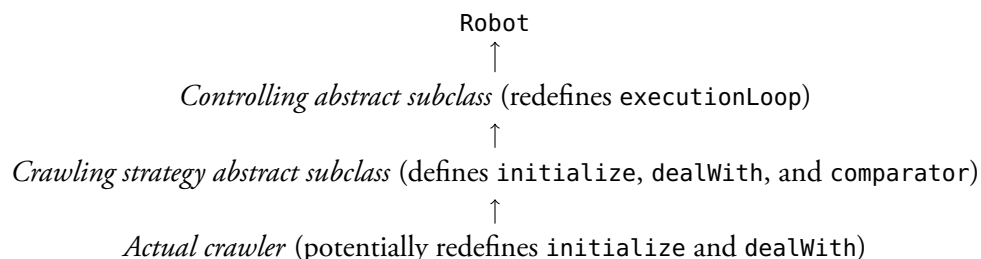 Robot
↑
Controlling abstract subclass (redefines executionLoop)
↑
Crawling strategy abstract subclass (defines initialize, dealWith, and comparator)
↑
Actual crawler (potentially redefines initialize and dealWith)